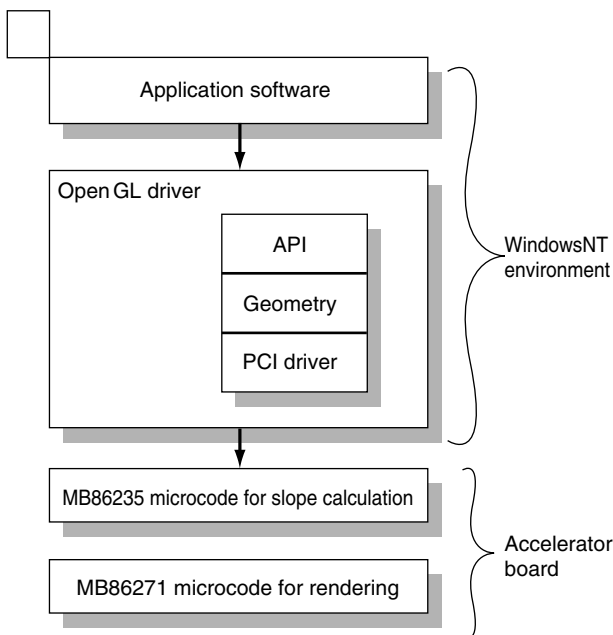 Application software
Open GL driver
API
Geometry
PCI driver
WindowsNT
environment
MB86235 microcode for slope calculation
MB86271 microcode for rendering
Accelerator
board